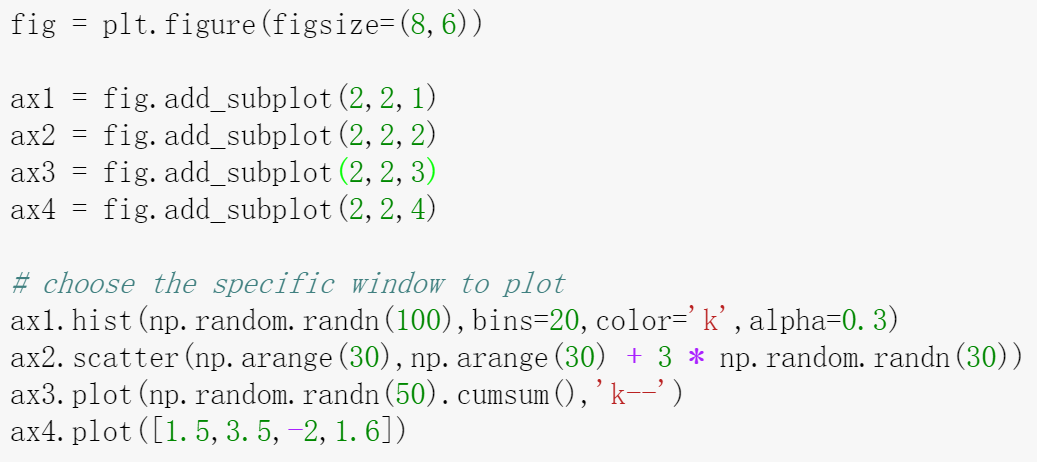 fig = plt.figure(figsize=(8,6))
ax1 = fig.add_subplot(2,2,1)
ax2 = fig.add_subplot(2,2,2)
ax3 = fig.add_subplot(2,2,3)
ax4 = fig.add_subplot(2,2,4)
# choose the specific window to plot
ax1.hist(np.random.randn(100),bins=20,color='k',alpha=0.3)
ax2.scatter(np.arange(30),np.arange(30) + 3 * np.random.randn(30))
ax3.plot(np.random.randn(50).cumsum(),'k--')
ax4.plot([1.5,3.5,-2,1.6])